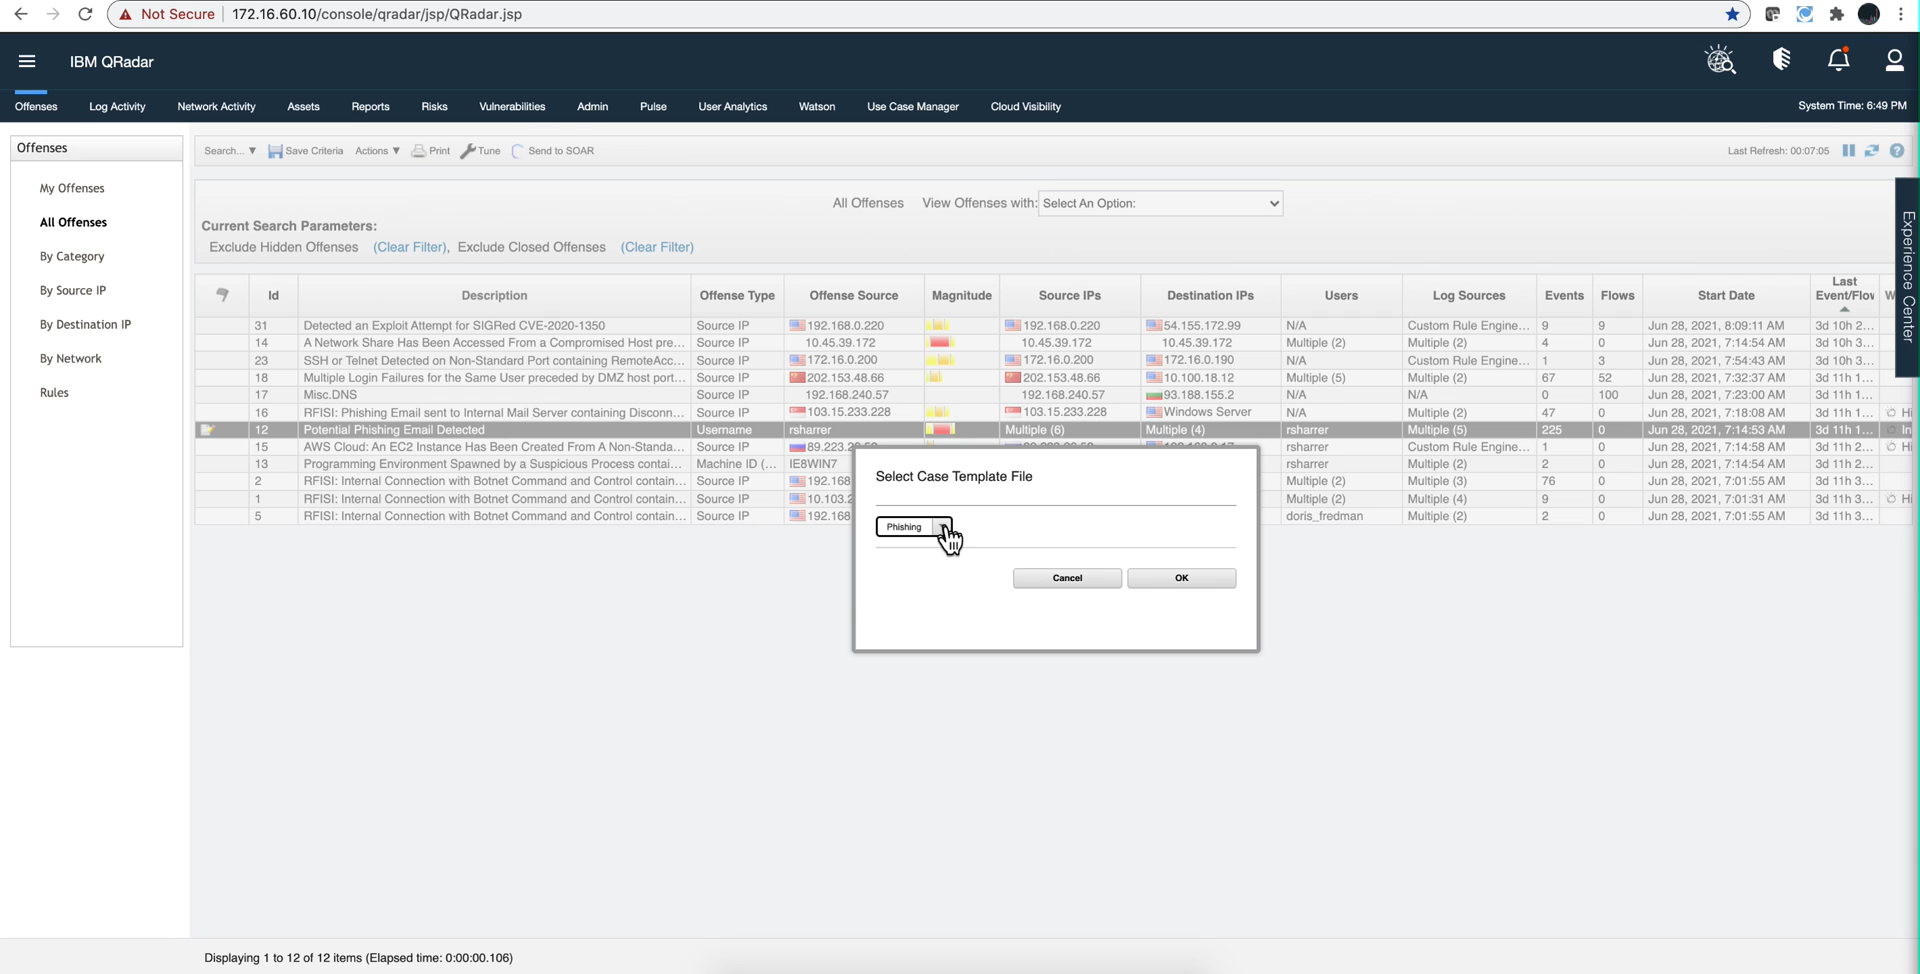 Not Secure 172.16.60.10/console/qradar/jsp/QRadar.jsp
IBM QRadar
Offenses Log Activity Network Activity Assets Reports Risks Vulnerabilities Admin Pulse User Analytics Watson Use Case Manager Cloud Visibility System Time: 6:49 PM
Offenses
My Offenses
All Offenses
By Category
By Source IP
By Destination IP
By Network
Rules
Search... Save Criteria Actions Print Tune Send to SOAR Last Refresh: 00:07:05
All Offenses View Offenses with: Select An Option:
Current Search Parameters:
Exclude Hidden Offenses (Clear Filter), Exclude Closed Offenses (Clear Filter)
Experience Center
Id Description Offense Type Offense Source Magnitude Source IPs Destination IPs Users Log Sources Events Flows Start Date Last Event/Flow W
31 Detected an Exploit Attempt for SIGRed CVE-2020-1350 Source IP 192.168.0.220 192.168.0.220 54.155.172.99 N/A Custom Rule Engine... 9 9 Jun 28, 2021, 8:09:11 AM 3d 10h 2...
14 A Network Share Has Been Accessed From a Compromised Host pre... Source IP 10.45.39.172 10.45.39.172 10.45.39.172 Multiple (2) Multiple (2) 4 0 Jun 28, 2021, 7:14:54 AM 3d 10h 3...
23 SSH or Telnet Detected on Non-Standard Port containing RemoteAcc... Source IP 172.16.0.200 172.16.0.200 172.16.0.190 N/A Custom Rule Engine... 1 3 Jun 28, 2021, 7:54:43 AM 3d 10h 3...
18 Multiple Login Failures for the Same User preceded by DMZ host port... Source IP 202.153.48.66 202.153.48.66 10.100.18.12 Multiple (5) Multiple (2) 67 52 Jun 28, 2021, 7:32:37 AM 3d 11h 1...
17 Misc.DNS Source IP 192.168.240.57 192.168.240.57 93.188.155.2 N/A N/A 0 100 Jun 28, 2021, 7:23:00 AM 3d 11h 1...
16 RFISI: Phishing Email sent to Internal Mail Server containing Disconn... Source IP 103.15.233.228 103.15.233.228 Windows Server N/A Multiple (2) 47 0 Jun 28, 2021, 7:18:08 AM 3d 11h 1... Hi
12 Potential Phishing Email Detected Username rsharrer Multiple (6) Multiple (4) rsharrer Multiple (5) 225 0 Jun 28, 2021, 7:14:53 AM 3d 11h 1... In
15 AWS Cloud: An EC2 Instance Has Been Created From A Non-Standa... Source IP 89.223. rsharrer Custom Rule Engine... 1 0 Jun 28, 2021, 7:14:58 AM 3d 11h 2... Hi
13 Programming Environment Spawned by a Suspicious Process contai... Machine ID (... IE8WIN7 rsharrer Multiple (2) 2 0 Jun 28, 2021, 7:14:54 AM 3d 11h 2...
2 RFISI: Internal Connection with Botnet Command and Control contain... Source IP 192.168 Multiple (2) Multiple (3) 76 0 Jun 28, 2021, 7:01:55 AM 3d 11h 3...
1 RFISI: Internal Connection with Botnet Command and Control contain... Source IP 10.103.2 Multiple (2) Multiple (4) 9 0 Jun 28, 2021, 7:01:31 AM 3d 11h 3... Hi
5 RFISI: Internal Connection with Botnet Command and Control contain... Source IP 192.168 doris_fredman Multiple (2) 2 0 Jun 28, 2021, 7:01:55 AM 3d 11h 3...
Select Case Template File
Phishing
Cancel OK
Displaying 1 to 12 of 12 items (Elapsed time: 0:00:00.106)